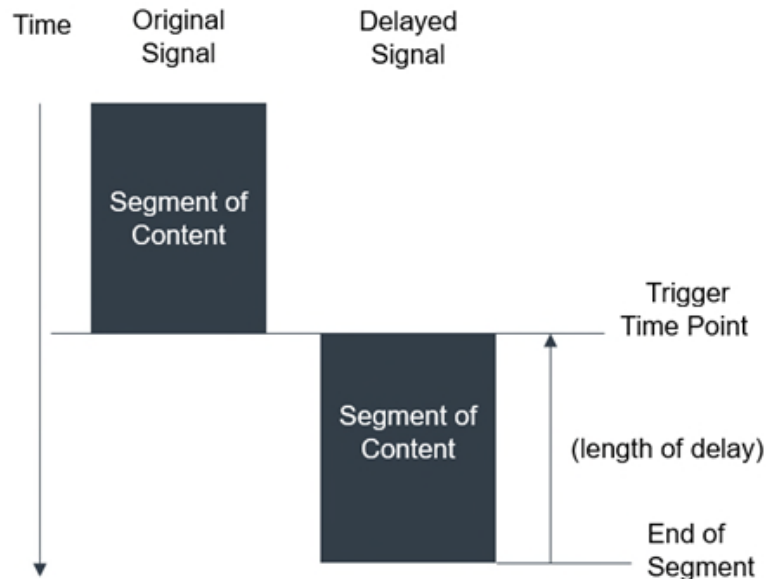 Time
Original
Signal
Delayed
Signal
Segment of
Content
Trigger
Time Point
Segment of
Content
(length of delay)
End of
Segment